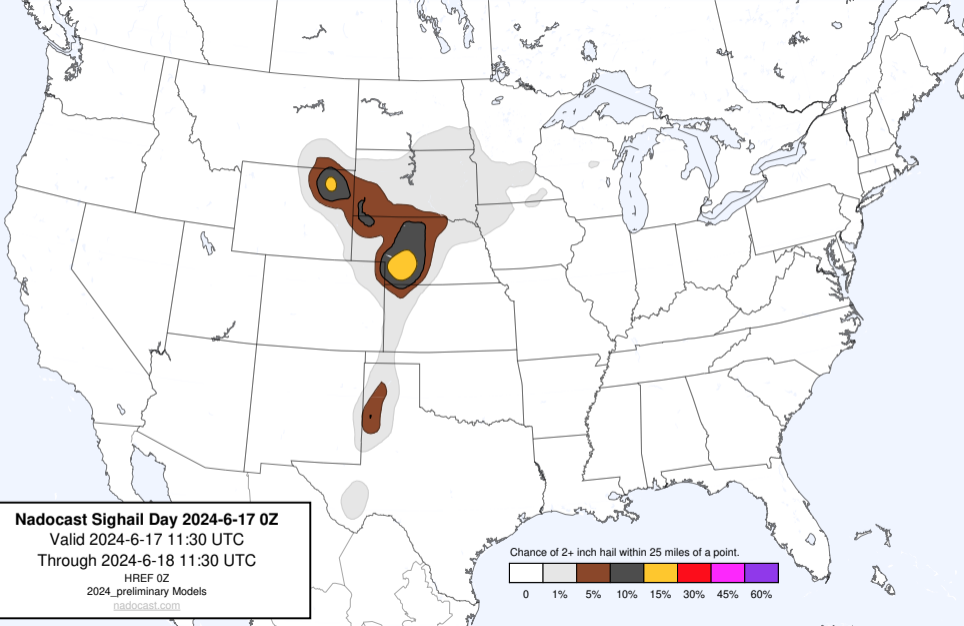 Nadocast Sighail Day 2024-6-17 0Z
Valid 2024-6-17 11:30 UTC
Through 2024-6-18 11:30 UTC
HREF 0Z
2024_preliminary Models
nadocast.com
Chance of 2+ inch hail within 25 miles of a point.
0 1% 5% 10% 15% 30% 45% 60%